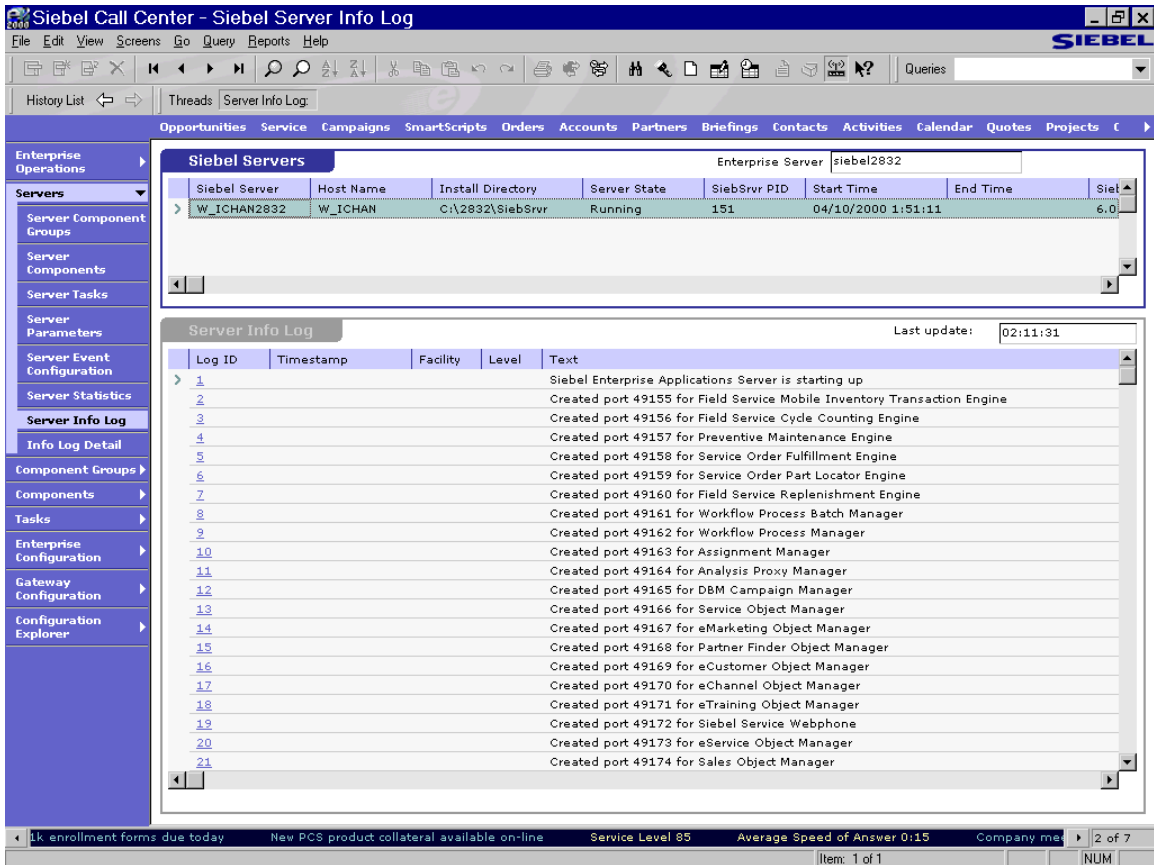 2000 Siebel Call Center - Siebel Server Info Log
File Edit View Screens Go Query Reports Help
SIEBEL
Queries
History List Threads Server Info Log:
Opportunities Service Campaigns SmartScripts Orders Accounts Partners Briefings Contacts Activities Calendar Quotes Projects
Enterprise
Operations
Servers
Server Component
Groups
Server
Components
Server Tasks
Server
Parameters
Server Event
Configuration
Server Statistics
Server Info Log
Info Log Detail
Component Groups
Components
Tasks
Enterprise
Configuration
Gateway
Configuration
Configuration
Explorer
Siebel Servers
Enterprise Server siebel2832
Siebel Server Host Name Install Directory Server State SiebSrvr PID Start Time End Time Sieb
W_ICHAN2832 W_ICHAN C:\2832\SiebSrvr Running 151 04/10/2000 1:51:11 6.0
Server Info Log
Last update: 02:11:31
Log ID Timestamp Facility Level Text
1 Siebel Enterprise Applications Server is starting up
2 Created port 49155 for Field Service Mobile Inventory Transaction Engine
3 Created port 49156 for Field Service Cycle Counting Engine
4 Created port 49157 for Preventive Maintenance Engine
5 Created port 49158 for Service Order Fulfillment Engine
6 Created port 49159 for Service Order Part Locator Engine
7 Created port 49160 for Field Service Replenishment Engine
8 Created port 49161 for Workflow Process Batch Manager
9 Created port 49162 for Workflow Process Manager
10 Created port 49163 for Assignment Manager
11 Created port 49164 for Analysis Proxy Manager
12 Created port 49165 for DBM Campaign Manager
13 Created port 49166 for Service Object Manager
14 Created port 49167 for eMarketing Object Manager
15 Created port 49168 for Partner Finder Object Manager
16 Created port 49169 for eCustomer Object Manager
17 Created port 49170 for eChannel Object Manager
18 Created port 49171 for eTraining Object Manager
19 Created port 49172 for Siebel Service Webphone
20 Created port 49173 for eService Object Manager
21 Created port 49174 for Sales Object Manager
1k enrollment forms due today New PCS product collateral available on-line Service Level 85 Average Speed of Answer 0:15 Company mee 2 of 7
Item: 1 of 1 NUM